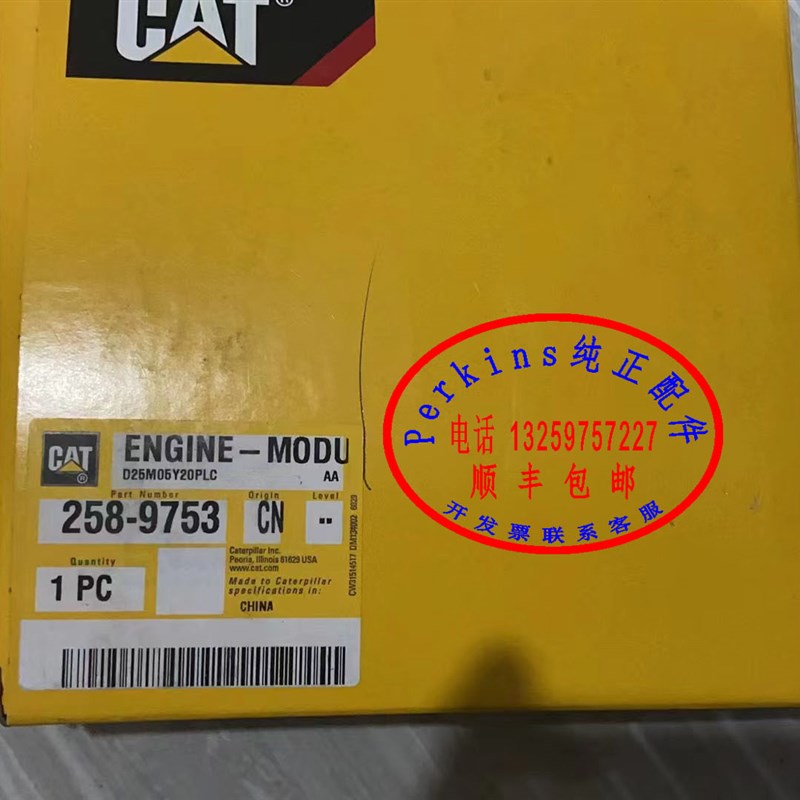 CAT®
CAT®
ENGINE-MODU
D25M05Y20PLC AA
Part Number Origin Level
258-9753 CN --
Quantity
1 PC
Caterpillar Inc.
Peoria, Illinois 61629 USA
www.cat.com
Made to Caterpillar
specifications in:
CHINA
Perkins纯正配件
电话 13259757227
顺丰包邮
开发票联系客服